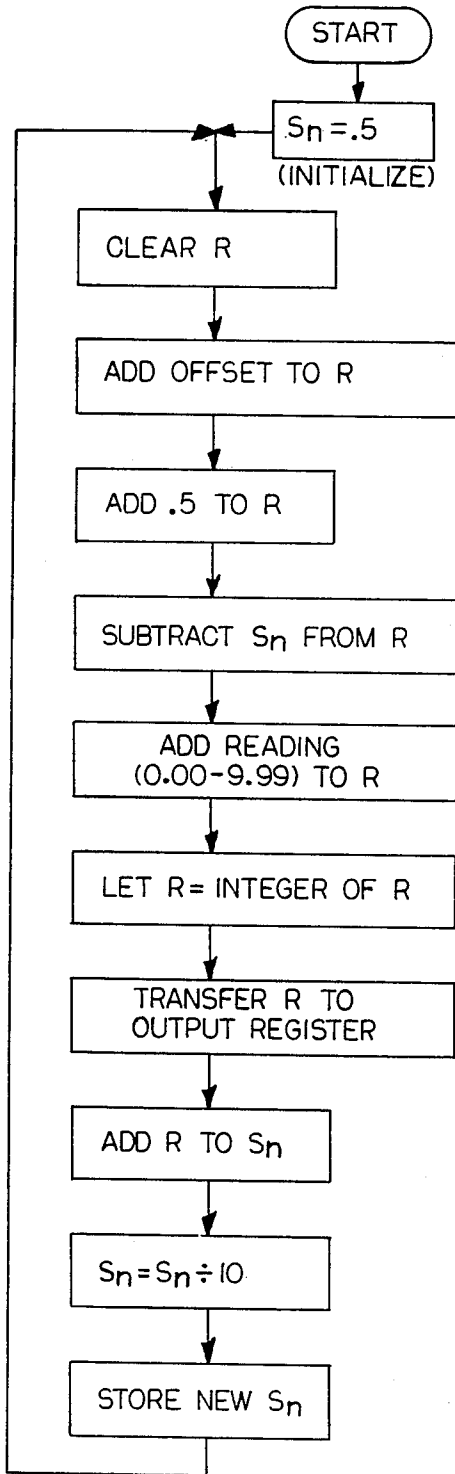 START
Sn=.5
(INITIALIZE)
CLEAR R
ADD OFFSET TO R
ADD .5 TO R
SUBTRACT Sn FROM R
ADD READING
(0.00-9.99) TO R
LET R= INTEGER OF R
TRANSFER R TO
OUTPUT REGISTER
ADD R TO Sn
Sn=Sn÷10
STORE NEW Sn